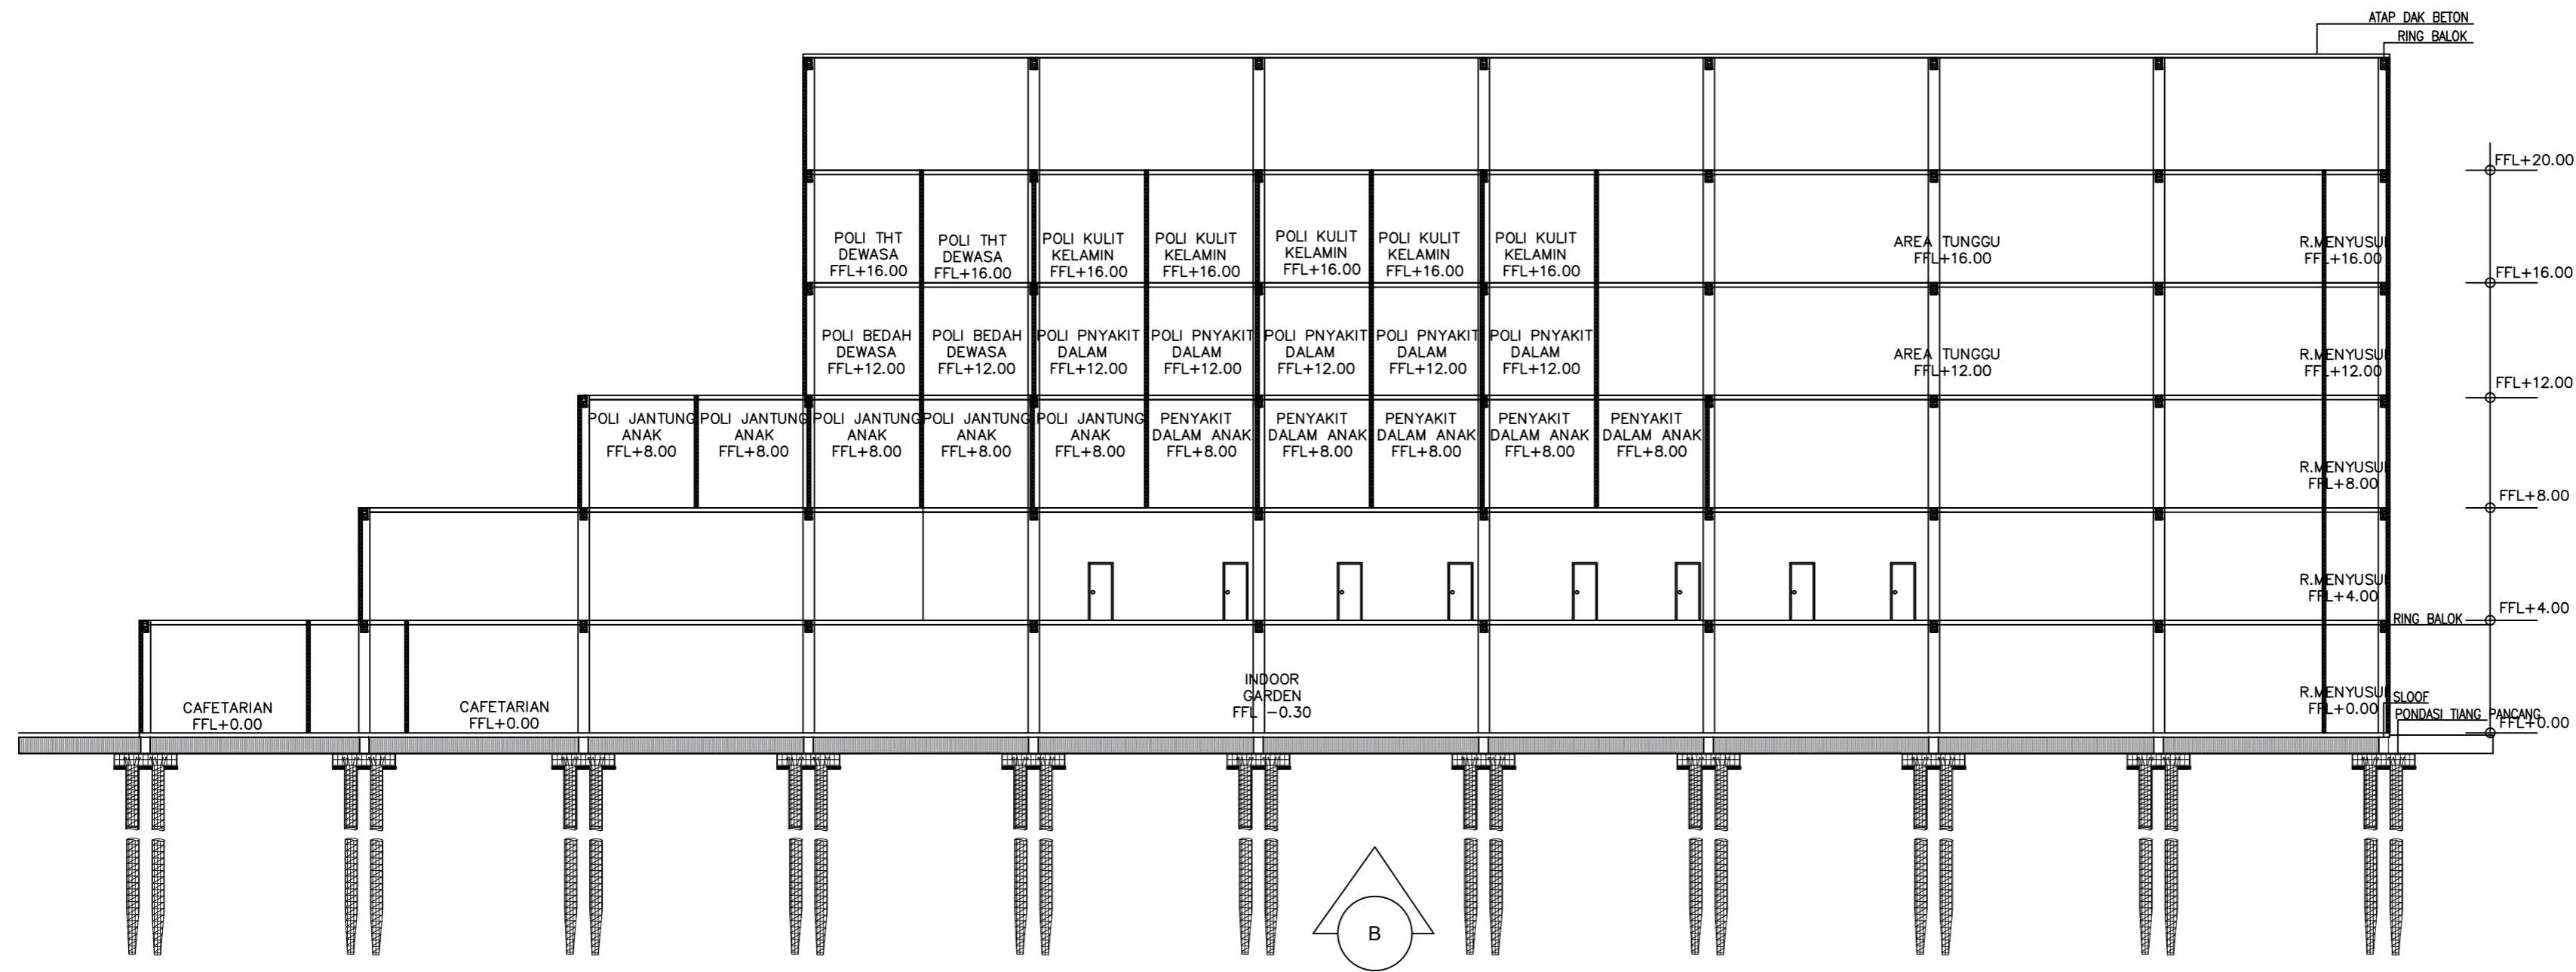 ATAP DAK BETON
RING BALOK
FFL+20.00
POLI THT
DEWASA
FFL+16.00
POLI THT
DEWASA
FFL+16.00
POLI KULIT
KELAMIN
FFL+16.00
POLI KULIT
KELAMIN
FFL+16.00
POLI KULIT
KELAMIN
FFL+16.00
POLI KULIT
KELAMIN
FFL+16.00
POLI KULIT
KELAMIN
FFL+16.00
AREA TUNGGU
FFL+16.00
R.MENYUSUI
FFL+16.00
FFL+16.00
POLI BEDAH
DEWASA
FFL+12.00
POLI BEDAH
DEWASA
FFL+12.00
POLI PNYAKIT
DALAM
FFL+12.00
POLI PNYAKIT
DALAM
FFL+12.00
POLI PNYAKIT
DALAM
FFL+12.00
POLI PNYAKIT
DALAM
FFL+12.00
POLI PNYAKIT
DALAM
FFL+12.00
AREA TUNGGU
FFL+12.00
R.MENYUSUI
FFL+12.00
FFL+12.00
POLI JANTUNG
ANAK
FFL+8.00
POLI JANTUNG
ANAK
FFL+8.00
POLI JANTUNG
ANAK
FFL+8.00
POLI JANTUNG
ANAK
FFL+8.00
POLI JANTUNG
ANAK
FFL+8.00
PENYAKIT
DALAM ANAK
FFL+8.00
PENYAKIT
DALAM ANAK
FFL+8.00
PENYAKIT
DALAM ANAK
FFL+8.00
PENYAKIT
DALAM ANAK
FFL+8.00
PENYAKIT
DALAM ANAK
FFL+8.00
R.MENYUSUI
FFL+8.00
FFL+8.00
R.MENYUSUI
FFL+4.00
FFL+4.00
RING BALOK
CAFETARIAN
FFL+0.00
CAFETARIAN
FFL+0.00
INDOOR
GARDEN
FFL -0.30
R.MENYUSUI
FFL+0.00
SLOOF
PONDASI TIANG PANCANG
FFL+0.00
B